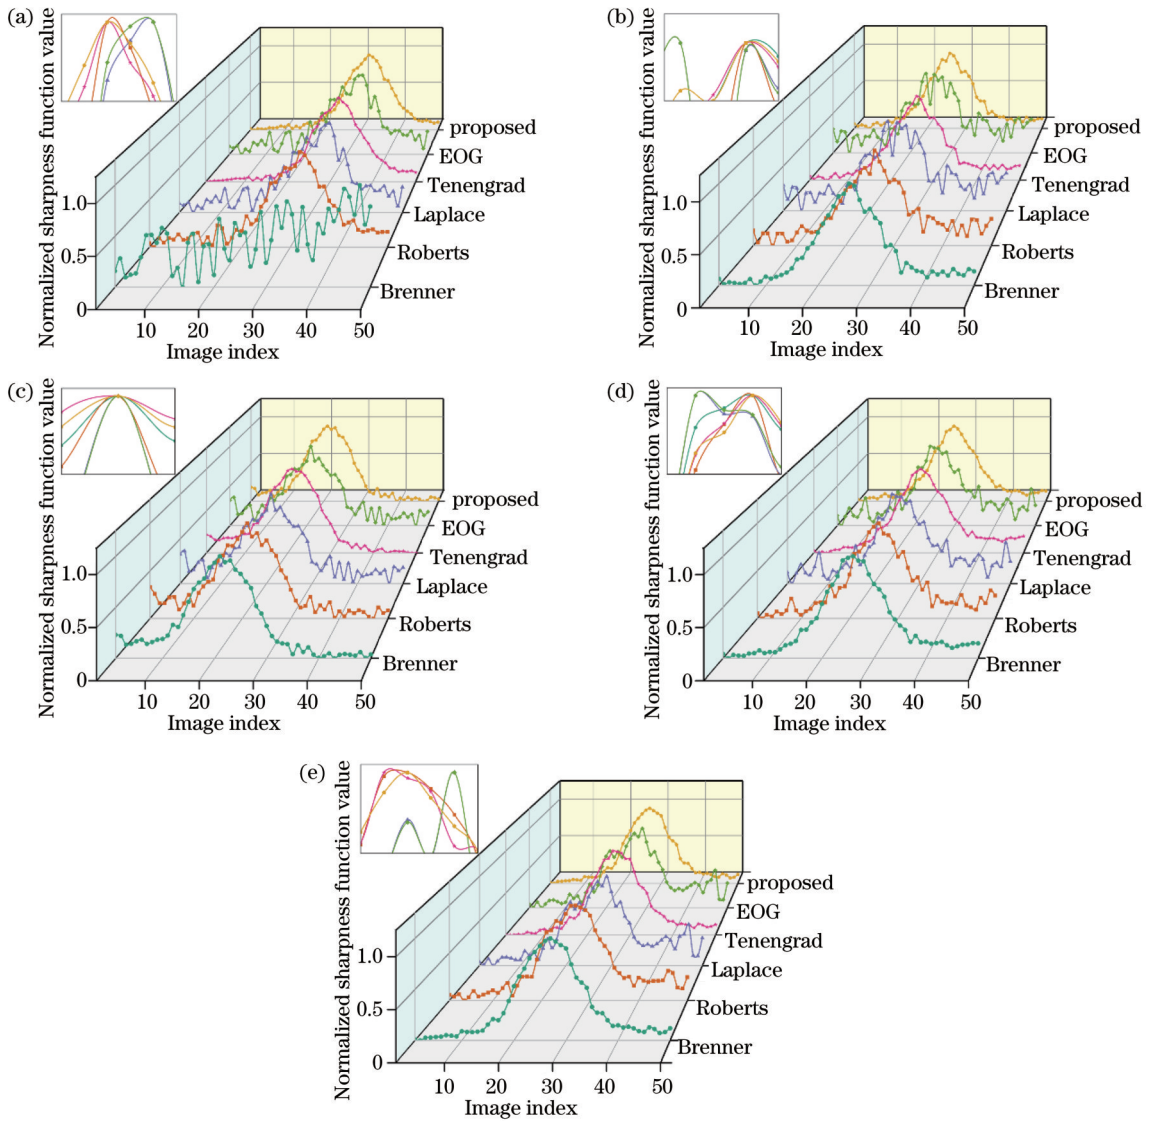 (a)
Normalized sharpness function value
1.0
0.5
0
10 20 30 40 50
Image index
proposed
EOG
Tenengrad
Laplace
Roberts
Brenner
(b)
Normalized sharpness function value
1.0
0.5
0
10 20 30 40 50
Image index
proposed
EOG
Tenengrad
Laplace
Roberts
Brenner
(c)
Normalized sharpness function value
1.0
0.5
0
10 20 30 40 50
Image index
proposed
EOG
Tenengrad
Laplace
Roberts
Brenner
(d)
Normalized sharpness function value
1.0
0.5
0
10 20 30 40 50
Image index
proposed
EOG
Tenengrad
Laplace
Roberts
Brenner
(e)
Normalized sharpness function value
1.0
0.5
0
10 20 30 40 50
Image index
proposed
EOG
Tenengrad
Laplace
Roberts
Brenner